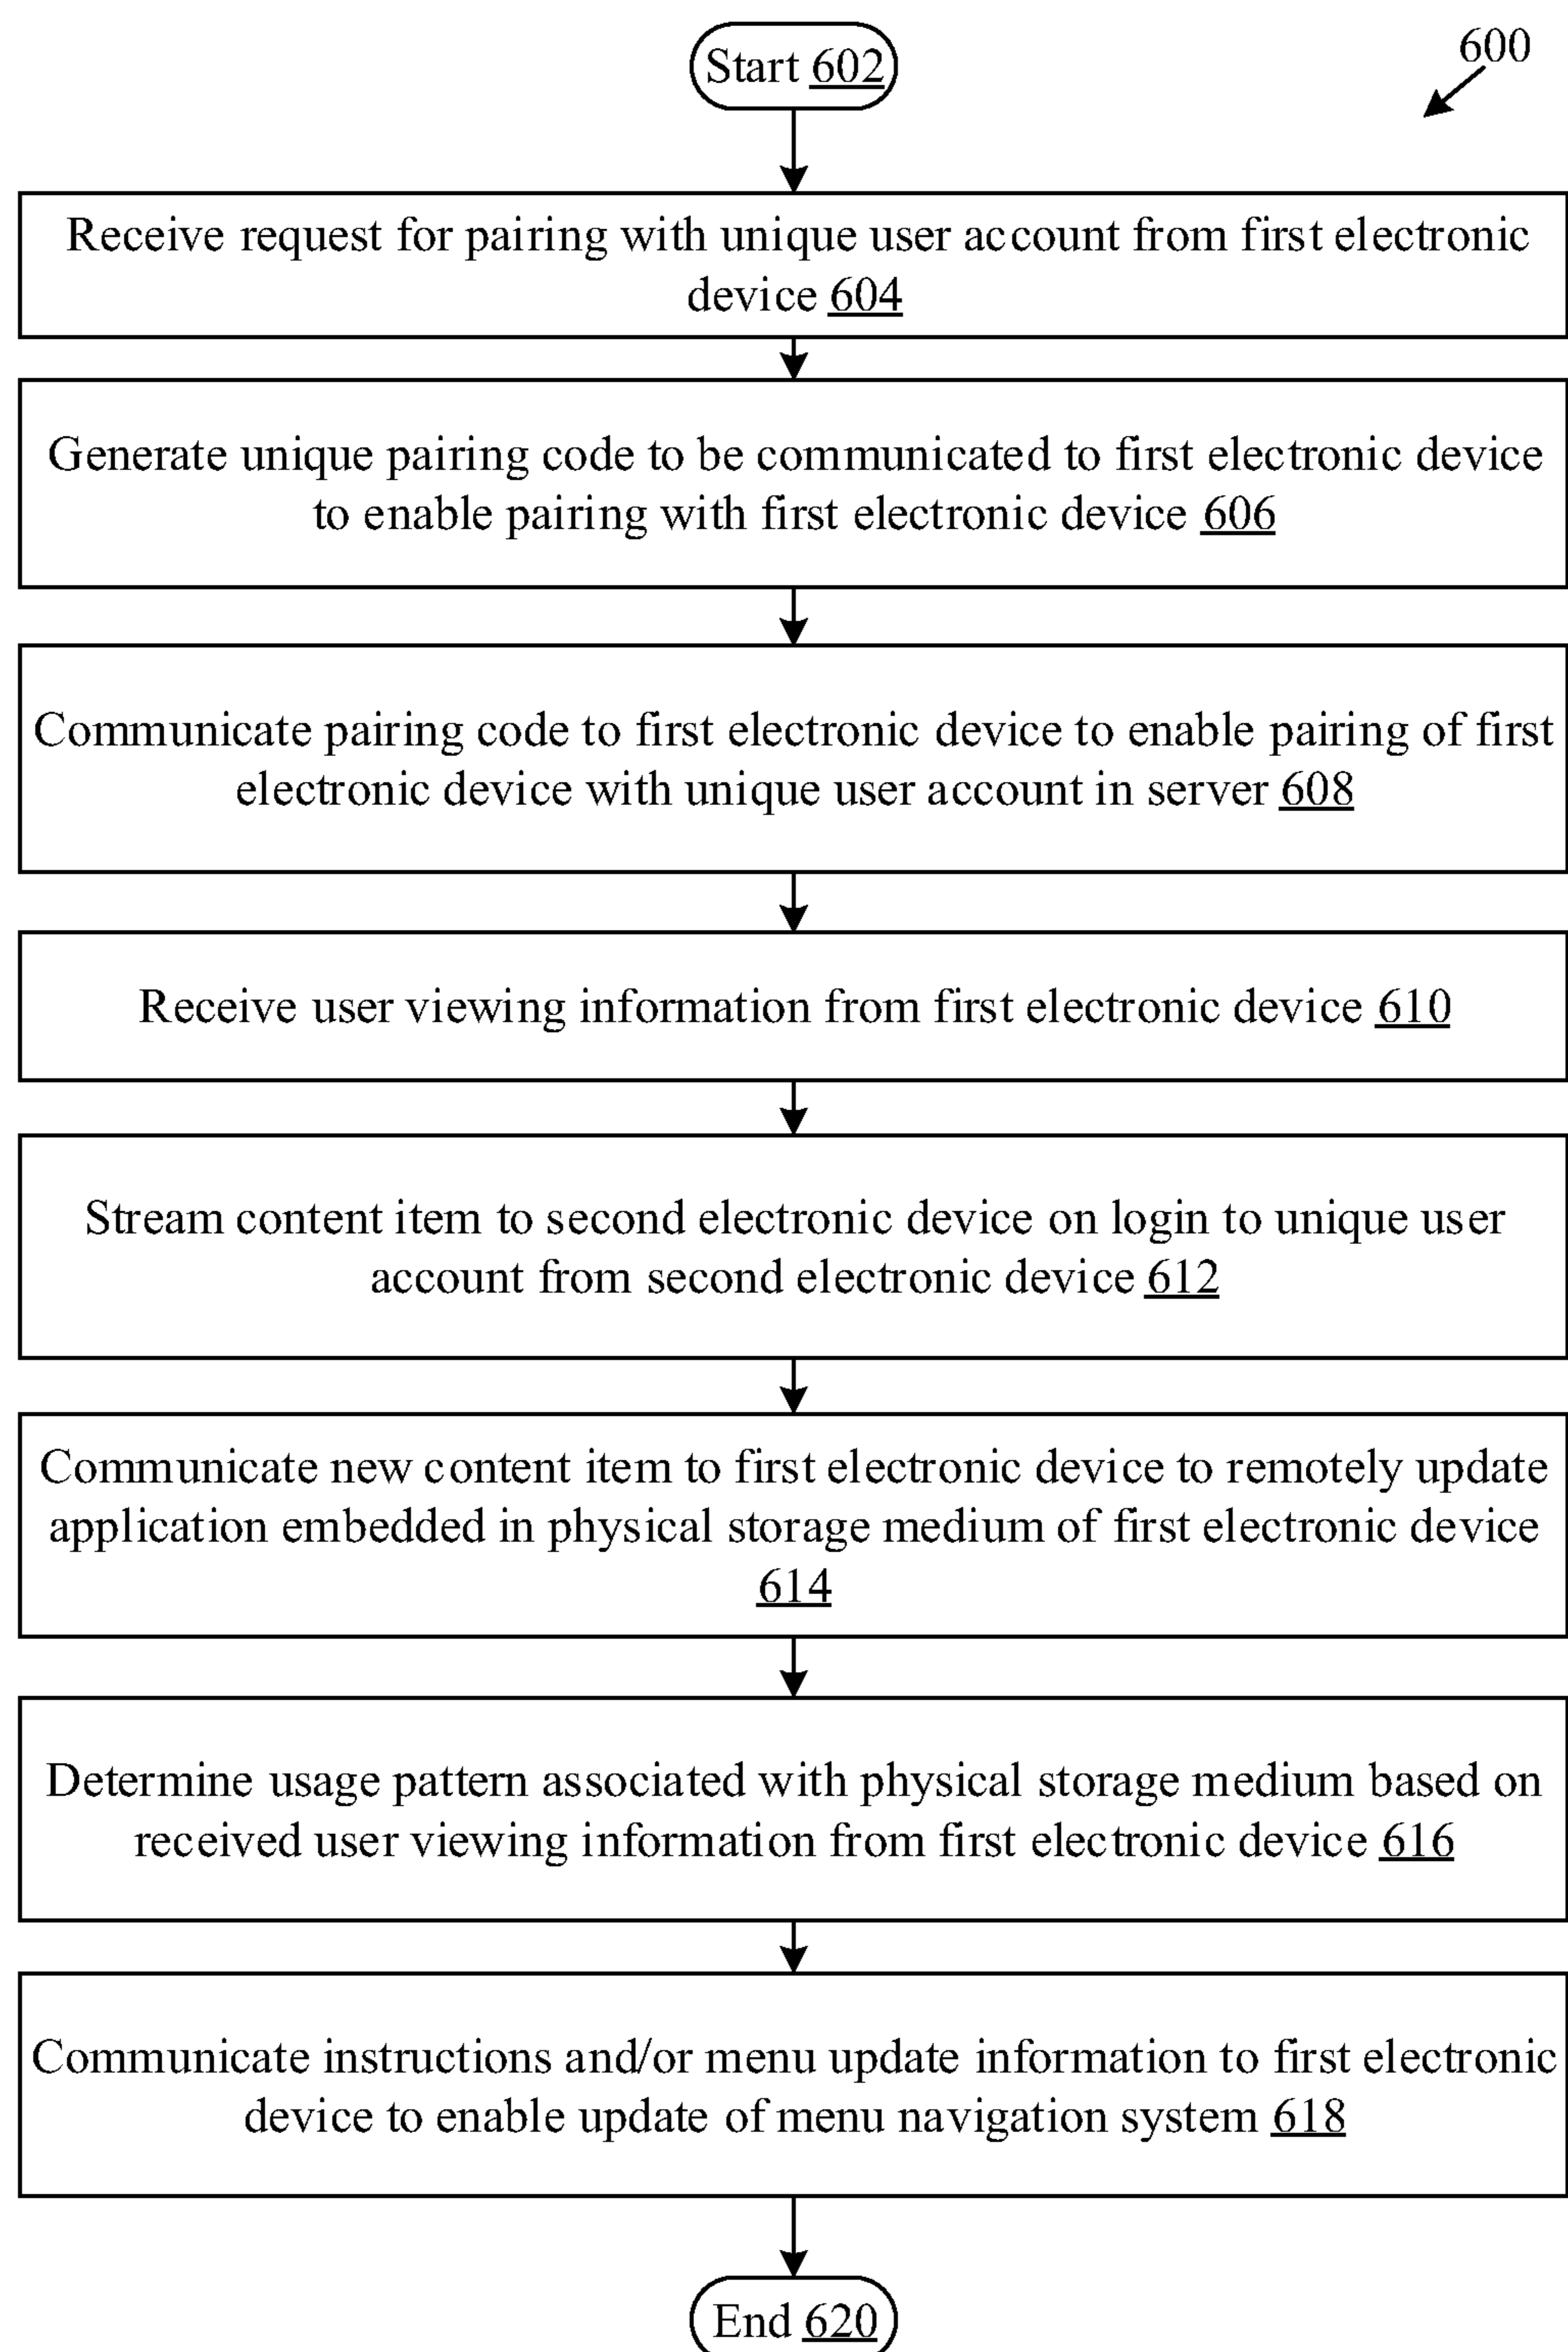 Start 602
600
Receive request for pairing with unique user account from first electronic
device 604
Generate unique pairing code to be communicated to first electronic device
to enable pairing with first electronic device 606
Communicate pairing code to first electronic device to enable pairing of first
electronic device with unique user account in server 608
Receive user viewing information from first electronic device 610
Stream content item to second electronic device on login to unique user
account from second electronic device 612
Communicate new content item to first electronic device to remotely update
application embedded in physical storage medium of first electronic device
614
Determine usage pattern associated with physical storage medium based on
received user viewing information from first electronic device 616
Communicate instructions and/or menu update information to first electronic
device to enable update of menu navigation system 618
End 620